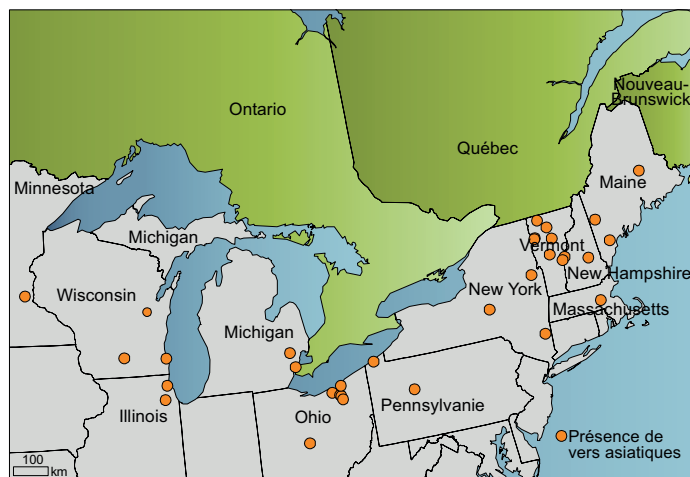 Nouveau-
Brunswick
Ontario
Québec
Minnesota
Maine
Michigan
Vermont
New Hampshire
Wisconsin
New York
Massachusetts
Michigan
Illinois
Ohio
Pennsylvanie
Présence de
vers asiatiques
100
km